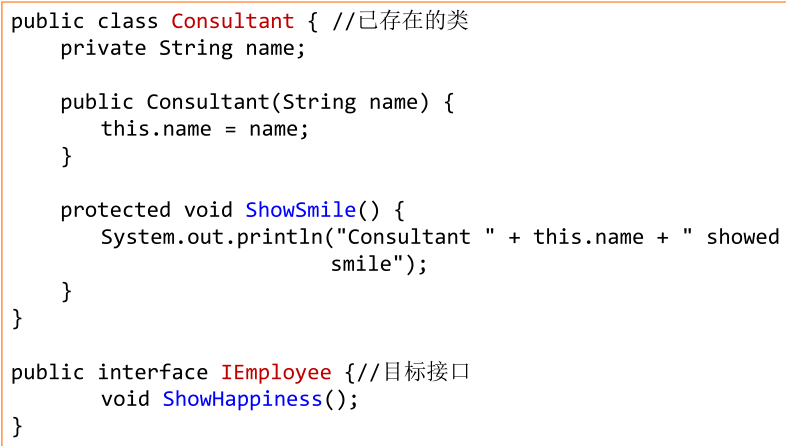 public class Consultant { //已存在的类
private String name;
public Consultant(String name) {
this.name = name;
}
protected void ShowSmile() {
System.out.println("Consultant " + this.name + " showed
smile");
}
}
public interface IEmployee {//目标接口
void ShowHappiness();
}